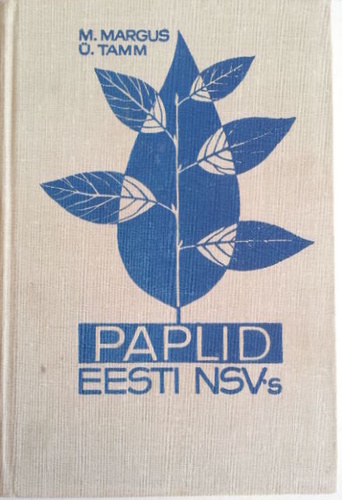 M. MARGUS
Ü. TAMM
PAPLID
EESTI NSV-s